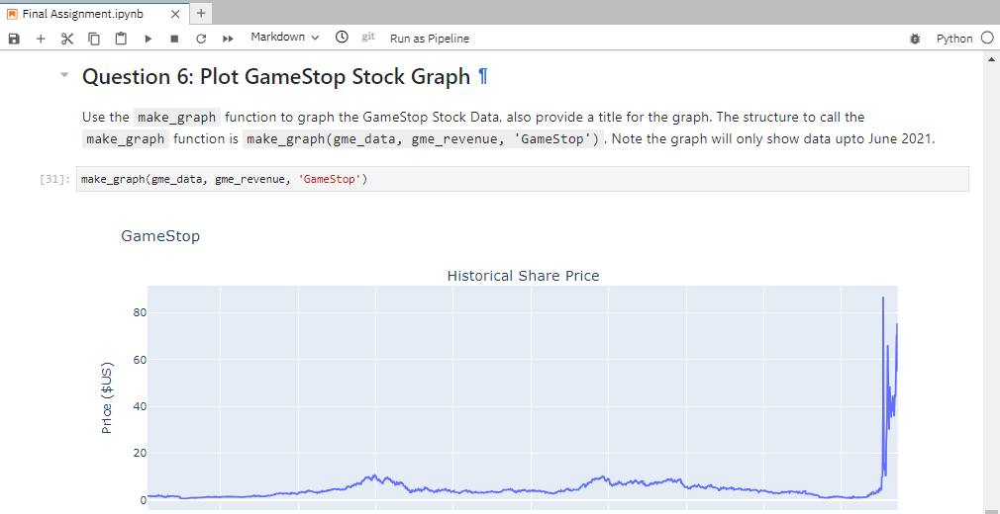 Final Assignment.ipynb
Markdown git Run as Pipeline Python
Question 6: Plot GameStop Stock Graph ¶
Use the make_graph function to graph the GameStop Stock Data, also provide a title for the graph. The structure to call the
make_graph function is make_graph(gme_data, gme_revenue, 'GameStop') . Note the graph will only show data upto June 2021.
[31]: make_graph(gme_data, gme_revenue, 'GameStop')
GameStop
Historical Share Price
80
60
Price ($US)
40
20
0